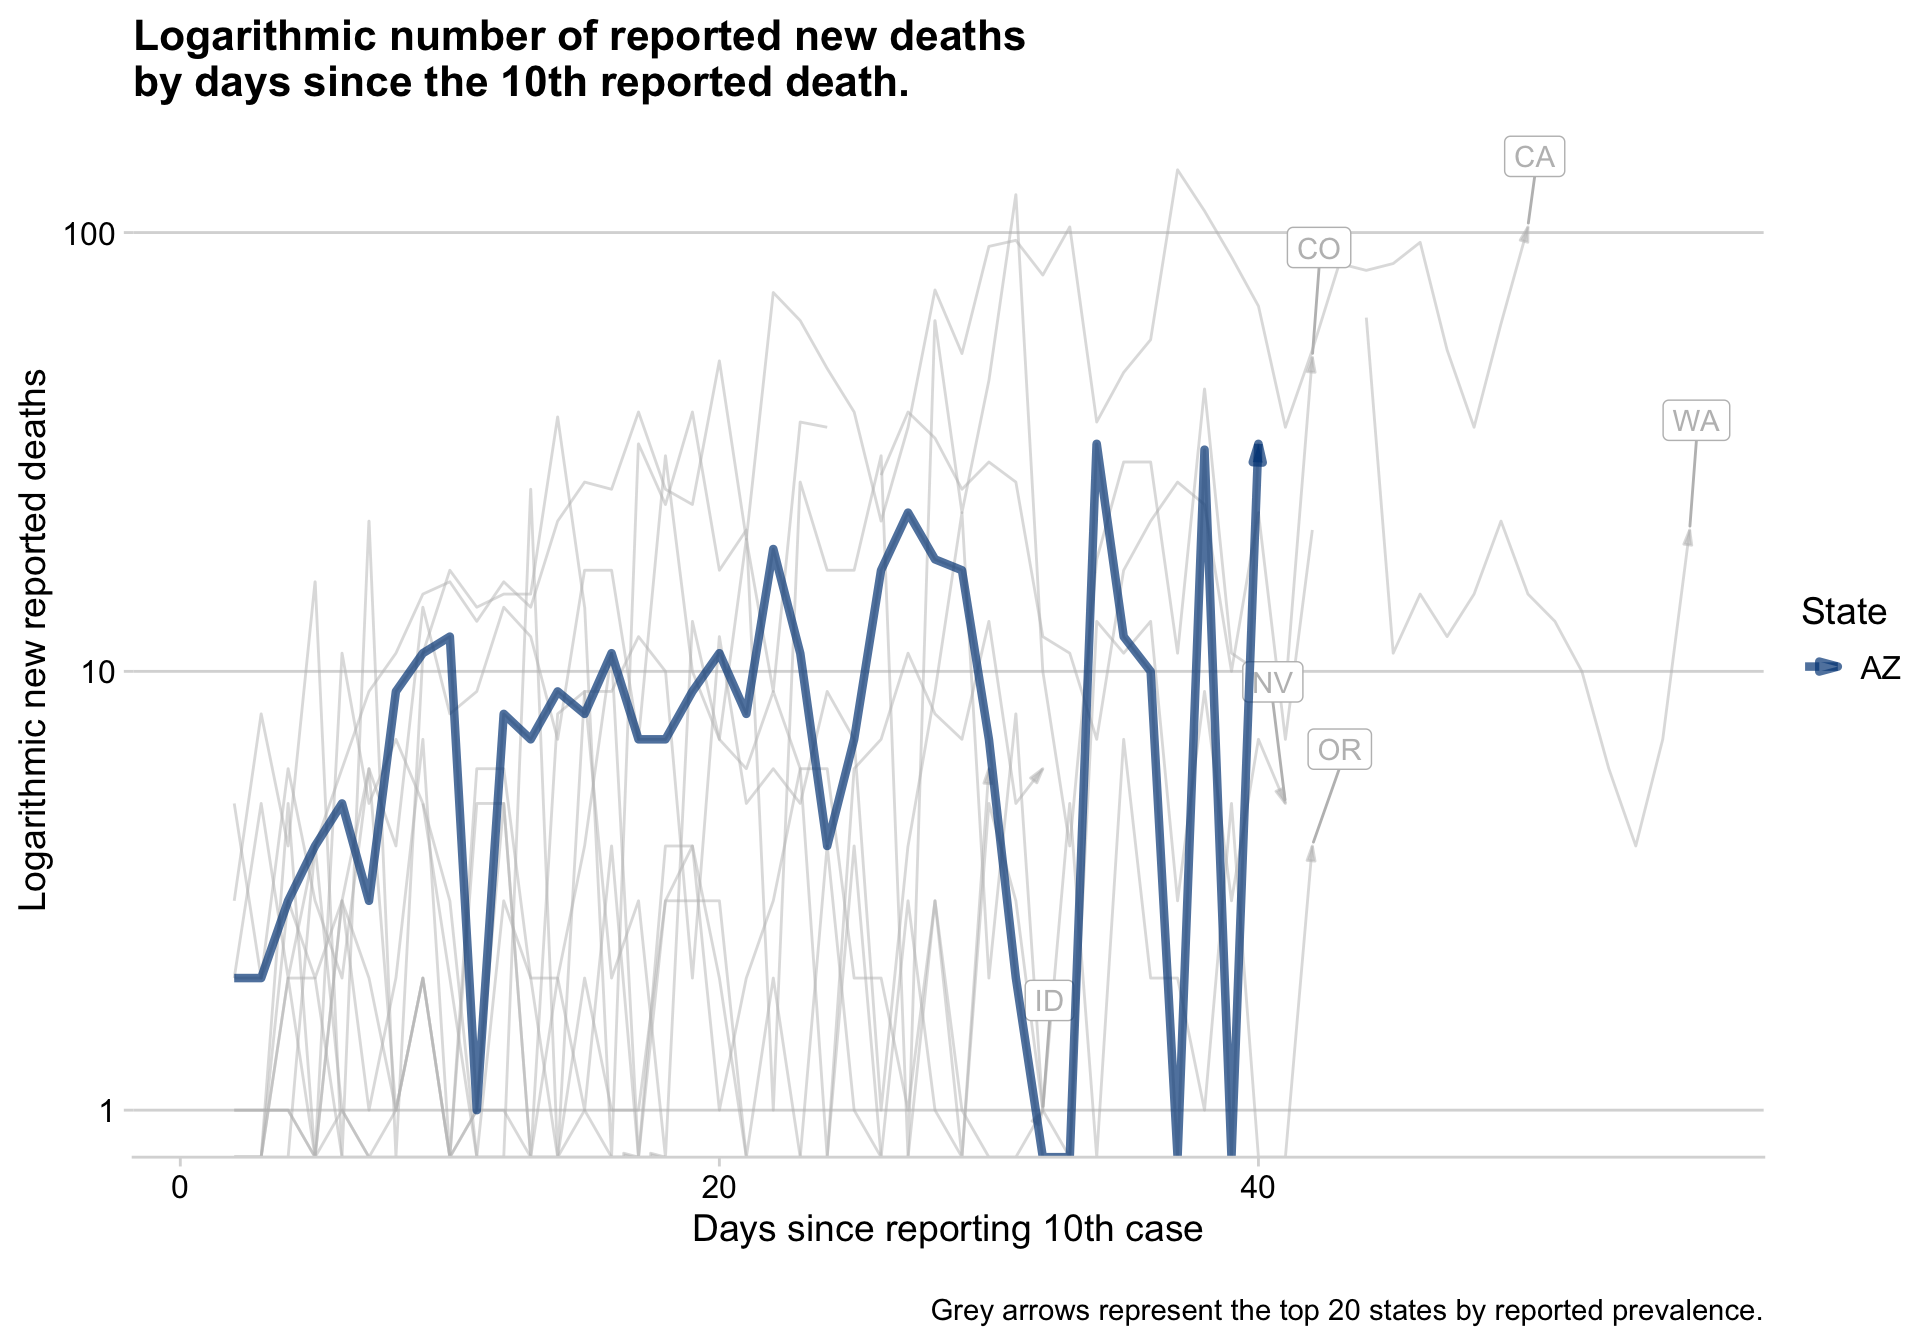 Logarithmic number of reported new deaths
by days since the 10th reported death.
CA
100
CO
WA
Logarithmic new reported deaths
State
AZ
10
NV
OR
ID
1
0
20
40
Days since reporting 10th case
Grey arrows represent the top 20 states by reported prevalence.